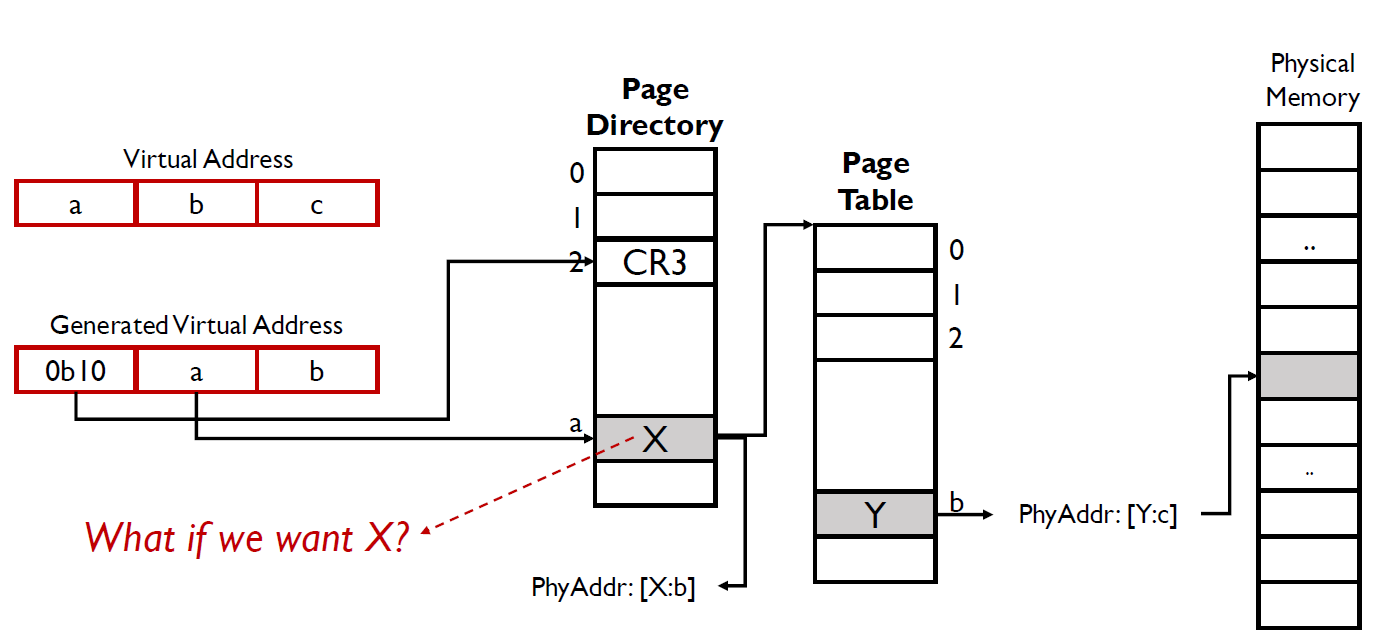 Virtual Address
a b c
Generated Virtual Address
0b10 a b
What if we want X?
Page
Directory
0
1
2 CR3
a X
PhyAddr: [X:b]
Page
Table
0
1
2
Y b
PhyAddr: [Y:c]
Physical
Memory
..
..